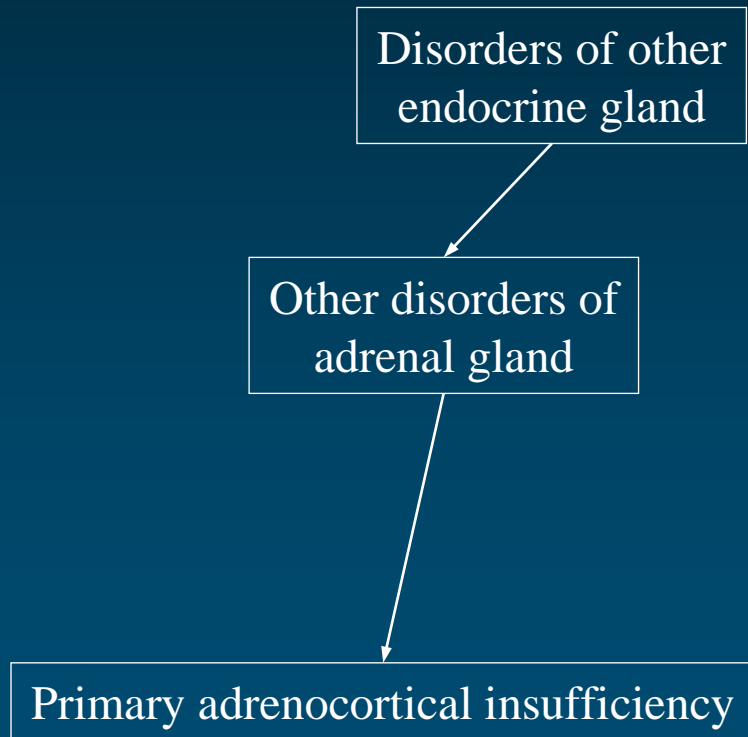 Disorders of other
endocrine gland
Other disorders of
adrenal gland
Primary adrenocortical insufficiency